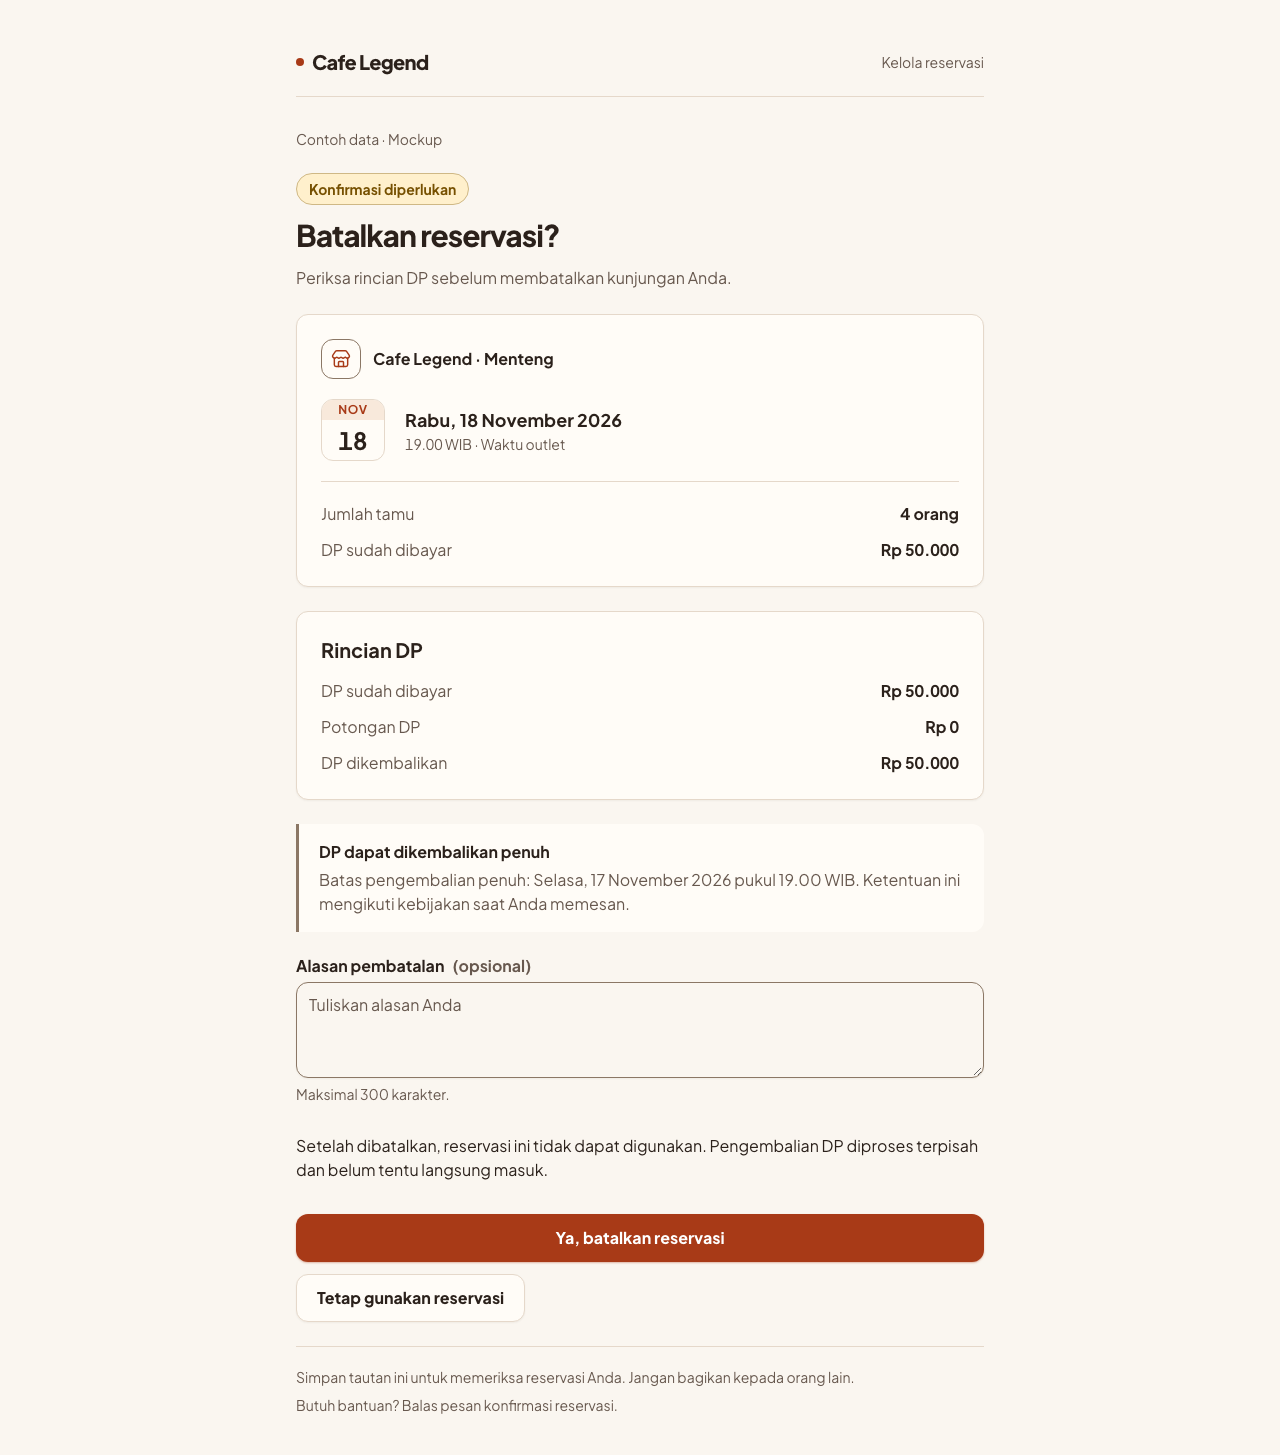 Cafe Legend
Kelola reservasi
Contoh data · Mockup
Konfirmasi diperlukan
Batalkan reservasi?
Periksa rincian DP sebelum membatalkan kunjungan Anda.
Cafe Legend · Menteng
NOV
18
Rabu, 18 November 2026
19.00 WIB · Waktu outlet
Jumlah tamu
4 orang
DP sudah dibayar
Rp 50.000
Rincian DP
DP sudah dibayar
Rp 50.000
Potongan DP
Rp 0
DP dikembalikan
Rp 50.000
DP dapat dikembalikan penuh
Batas pengembalian penuh: Selasa, 17 November 2026 pukul 19.00 WIB. Ketentuan ini
mengikuti kebijakan saat Anda memesan.
Alasan pembatalan (opsional)
Tuliskan alasan Anda
Maksimal 300 karakter.
Setelah dibatalkan, reservasi ini tidak dapat digunakan. Pengembalian DP diproses terpisah
dan belum tentu langsung masuk.
Ya, batalkan reservasi
Tetap gunakan reservasi
Simpan tautan ini untuk memeriksa reservasi Anda. Jangan bagikan kepada orang lain.
Butuh bantuan? Balas pesan konfirmasi reservasi.